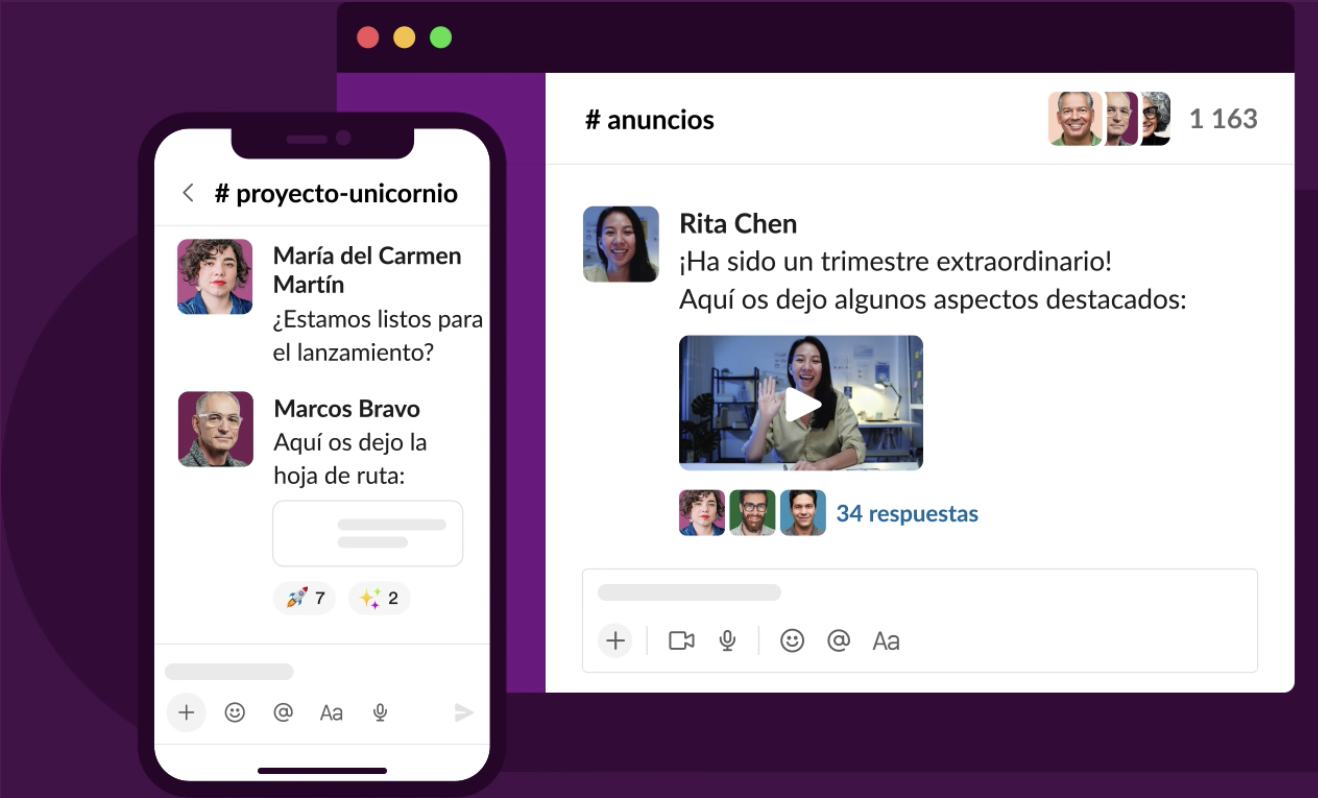 # anuncios
1 163
Rita Chen
¡Ha sido un trimestre extraordinario!
Aquí os dejo algunos aspectos destacados:
34 respuestas
Aa
# proyecto-unicornio
María del Carmen
Martín
¿Estamos listos para
el lanzamiento?
Marcos Bravo
Aquí os dejo la
hoja de ruta:
7
2
@ Aa